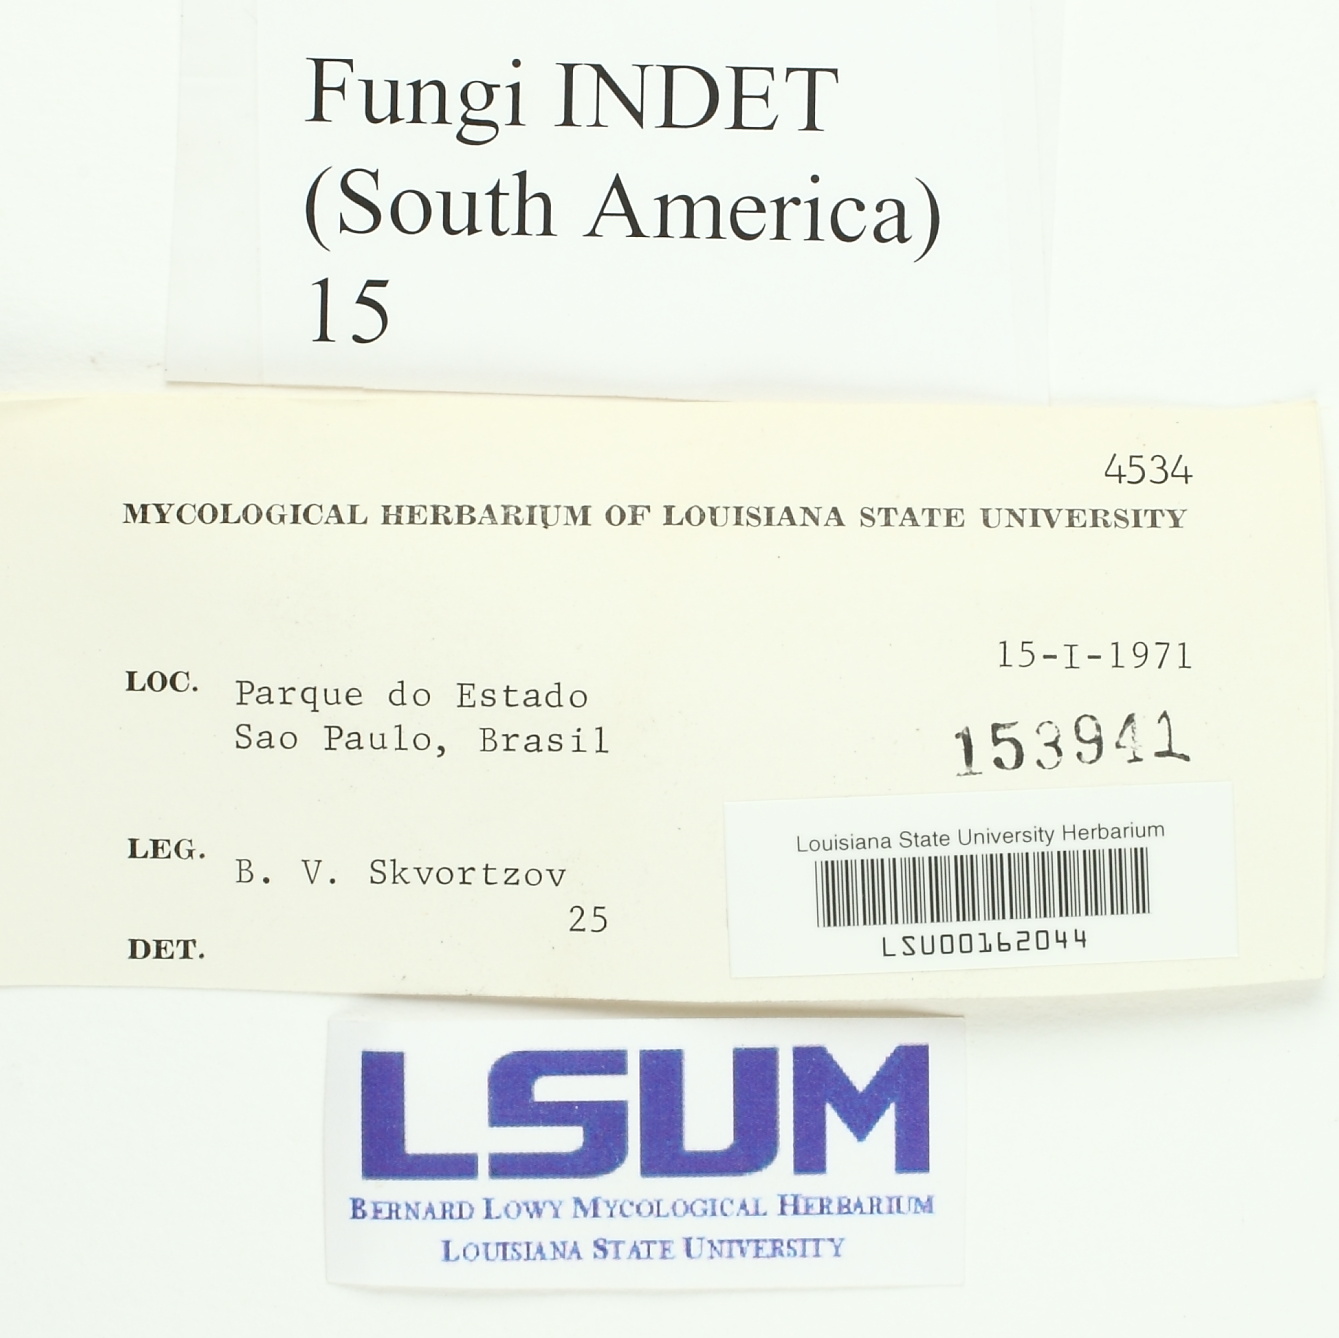 Fungi INDET
(South America)
15
4534
MYCOLOGICAL HERBARIUM OF LOUISIANA STATE UNIVERSITY
15-I-1971
LOC. Parque do Estado
Sao Paulo, Brasil
153941
Louisiana State University Herbarium
LEG. B. V. Skvortzov
25
LSU00162044
DET.
LSUM
BERNARD LOWY MYCOLOGICAL HERBARIUM
LOUISIANA STATE UNIVERSITY